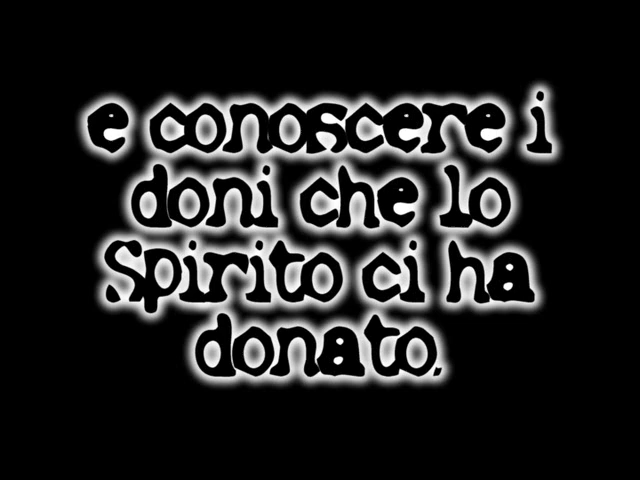 e conoscere i
doni che lo
Spirito ci ha
donato.